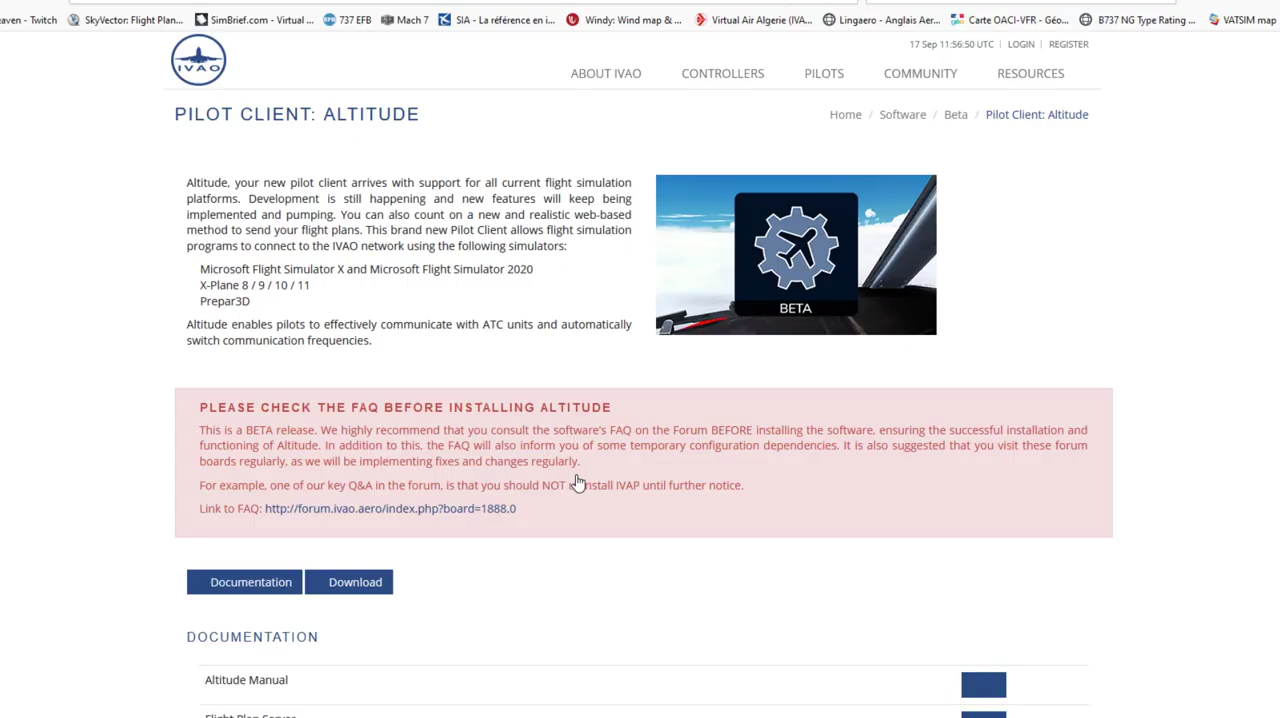 aven - Twitch SkyVector: Flight Plan... SimBrief.com - Virtual ... 737 EFB Mach 7 SIA - La référence en i... Windy: Wind map & ... Virtual Air Algerie (IVA... Lingaero - Anglais Aer... Carte OACI-VFR - Géo... B737 NG Type Rating ... VATSIM map
17 Sep 11:56:50 UTC | LOGIN | REGISTER
IVAO
ABOUT IVAO CONTROLLERS PILOTS COMMUNITY RESOURCES
PILOT CLIENT: ALTITUDE
Home / Software / Beta / Pilot Client: Altitude
Altitude, your new pilot client arrives with support for all current flight simulation
platforms. Development is still happening and new features will keep being
implemented and pumping. You can also count on a new and realistic web-based
method to send your flight plans. This brand new Pilot Client allows flight simulation
programs to connect to the IVAO network using the following simulators:
Microsoft Flight Simulator X and Microsoft Flight Simulator 2020
X-Plane 8 / 9 / 10 / 11
Prepar3D
Altitude enables pilots to effectively communicate with ATC units and automatically
switch communication frequencies.
BETA
PLEASE CHECK THE FAQ BEFORE INSTALLING ALTITUDE
This is a BETA release. We highly recommend that you consult the software's FAQ on the Forum BEFORE installing the software, ensuring the successful installation and
functioning of Altitude. In addition to this, the FAQ will also inform you of some temporary configuration dependencies. It is also suggested that you visit these forum
boards regularly, as we will be implementing fixes and changes regularly.
For example, one of our key Q&A in the forum, is that you should NOT install IVAP until further notice.
Link to FAQ: http://forum.ivao.aero/index.php?board=1888.0
Documentation Download
DOCUMENTATION
Altitude Manual
Flight Plan Server